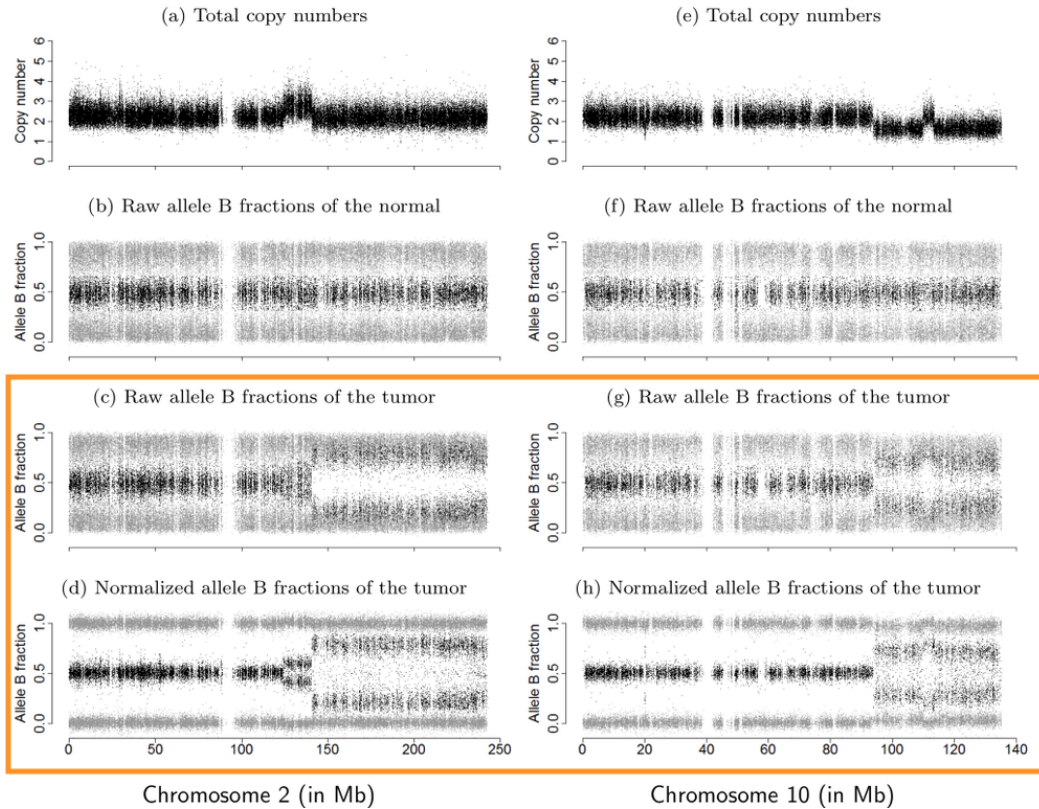 (a) Total copy numbers
(e) Total copy numbers
Copy number
0 1 2 3 4 5 6
Copy number
0 1 2 3 4 5 6
(b) Raw allele B fractions of the normal
(f) Raw allele B fractions of the normal
Allele B fraction
0.0 0.5 1.0
Allele B fraction
0.0 0.5 1.0
(c) Raw allele B fractions of the tumor
(g) Raw allele B fractions of the tumor
Allele B fraction
0.0 0.5 1.0
Allele B fraction
0.0 0.5 1.0
(d) Normalized allele B fractions of the tumor
(h) Normalized allele B fractions of the tumor
Allele B fraction
0.0 0.5 1.0
Allele B fraction
0.0 0.5 1.0
0 50 100 150 200 250
0 20 40 60 80 100 120 140
Chromosome 2 (in Mb)
Chromosome 10 (in Mb)